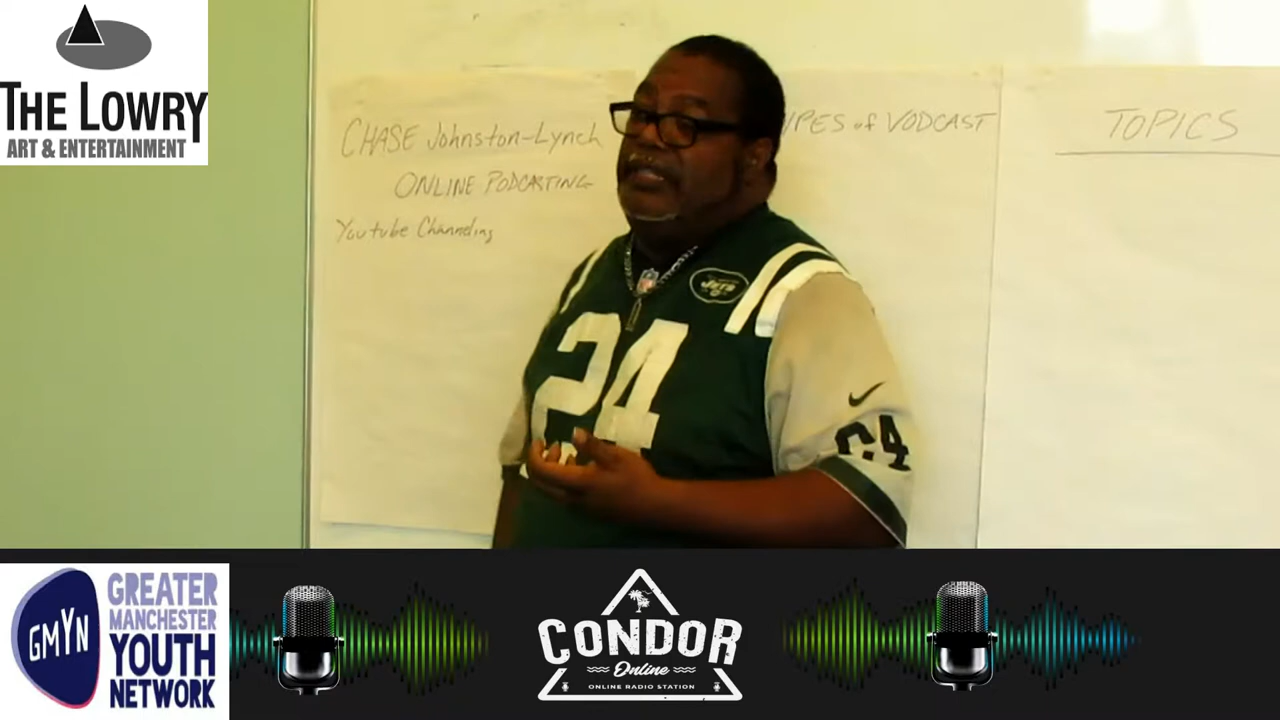 THE LOWRY
ART & ENTERTAINMENT
CHASE Johnston-Lynch
ONLINE PODCASTING
Youtube Channeling
OF VODCAST
TOPICS
NFL
JETS
24
24
GMYN
GREATER
MANCHESTER
YOUTH
NETWORK
CONDOR
Online
ONLINE RADIO STATION